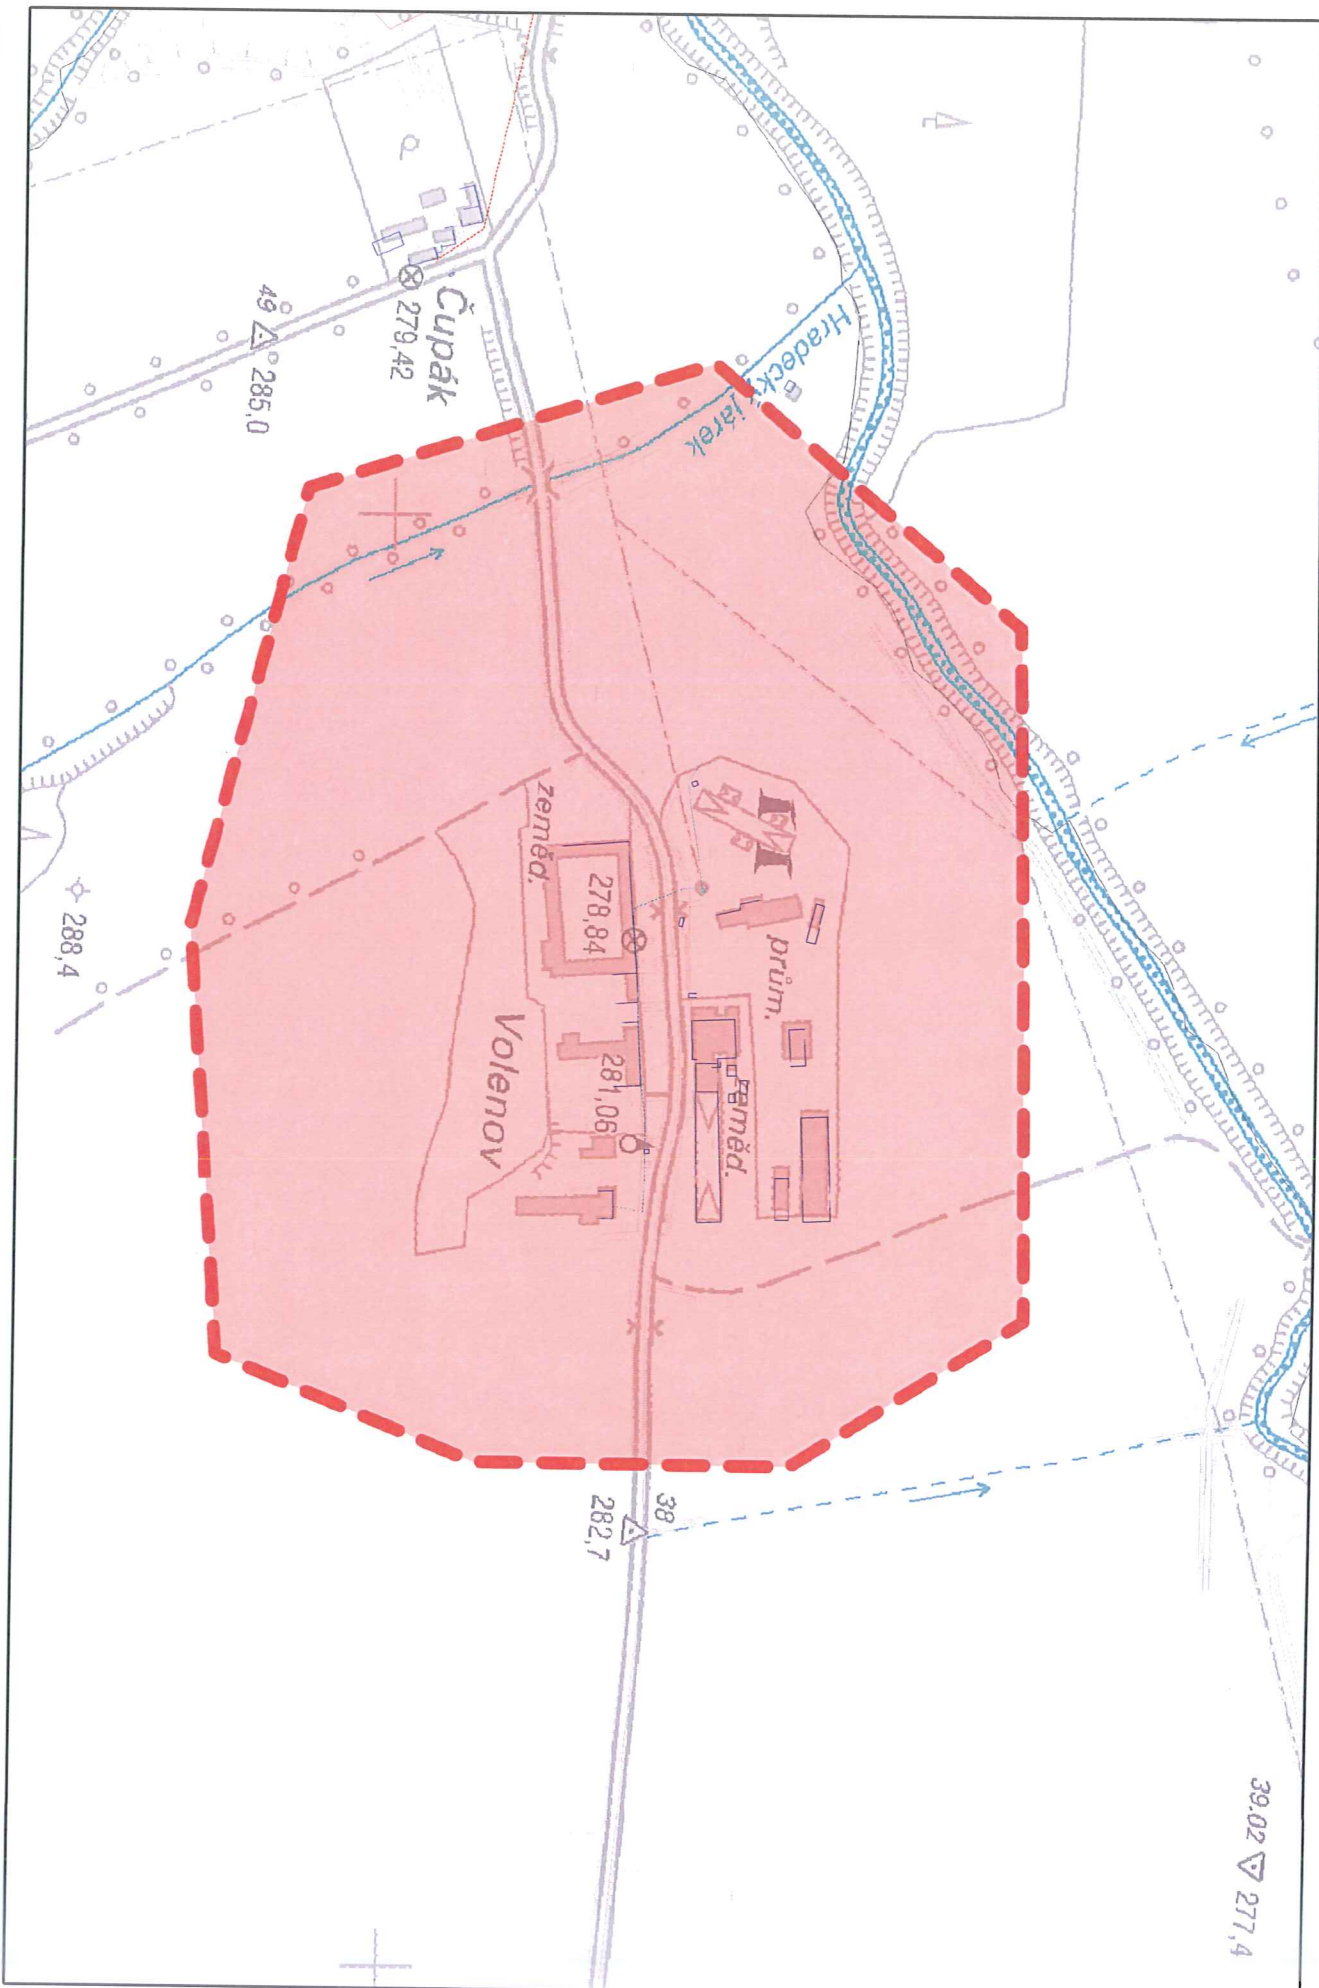 39.02 277,4
Hradecký járek
prům.
zeměd.
38
282,7
281,06
278,84
zeměd.
Volenov
Čupák
279,42
49 285,0
288,4